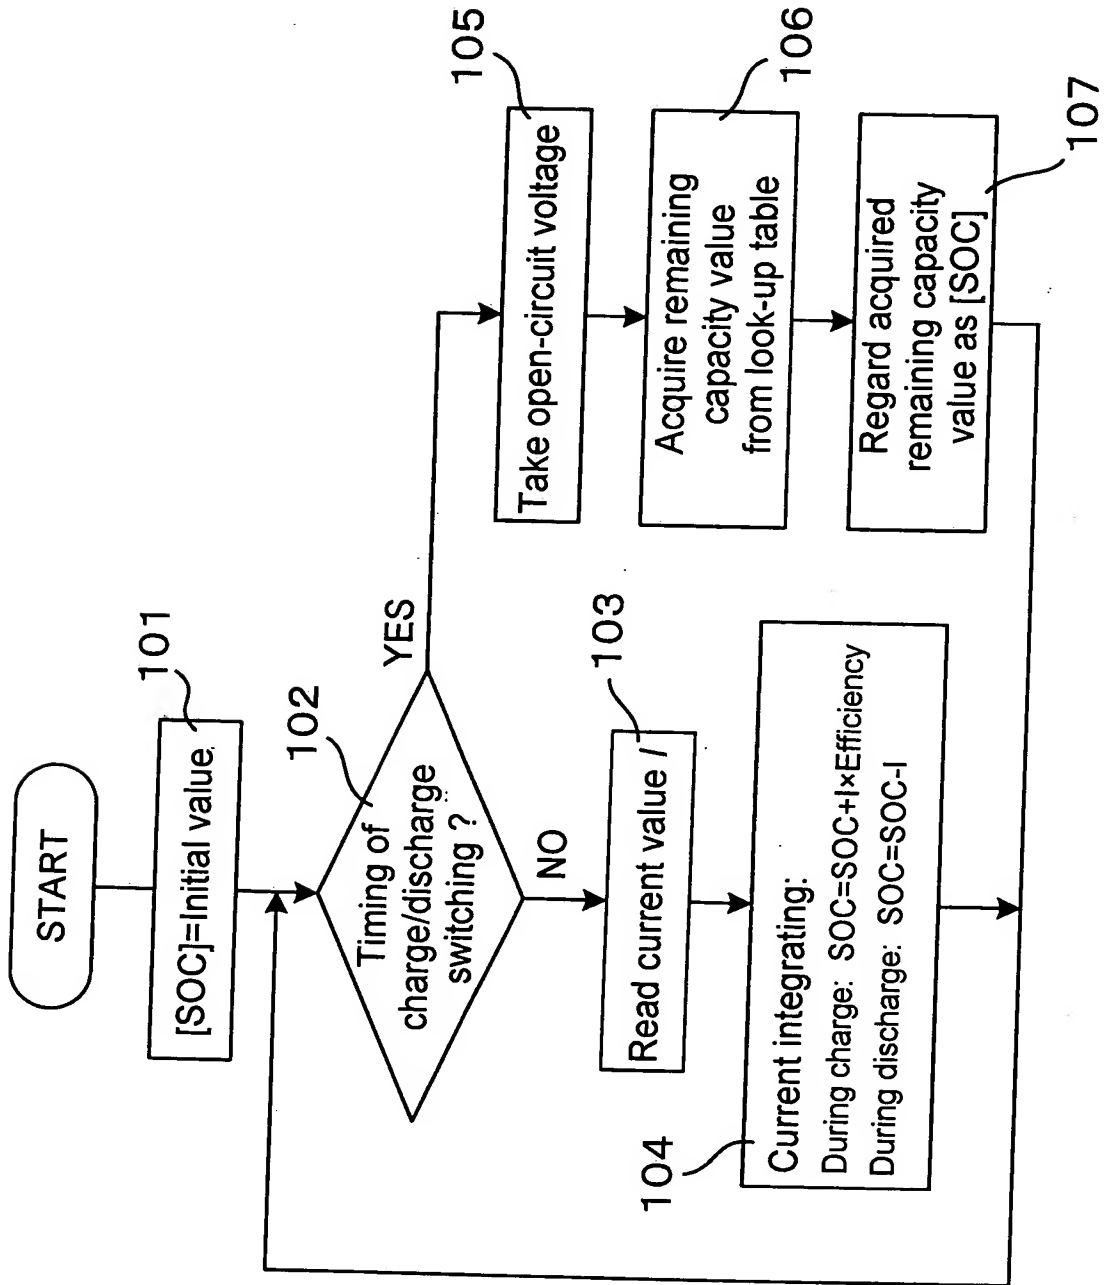 START
101
[SOC]=Initial value
102
Timing of
charge/discharge
switching ?
YES
NO
103
Read current value I
104
Current integrating:
During charge: SOC=SOC+I×Efficiency
During discharge: SOC=SOC-I
105
Take open-circuit voltage
106
Acquire remaining
capacity value
from look-up table
107
Regard acquired
remaining capacity
value as [SOC]